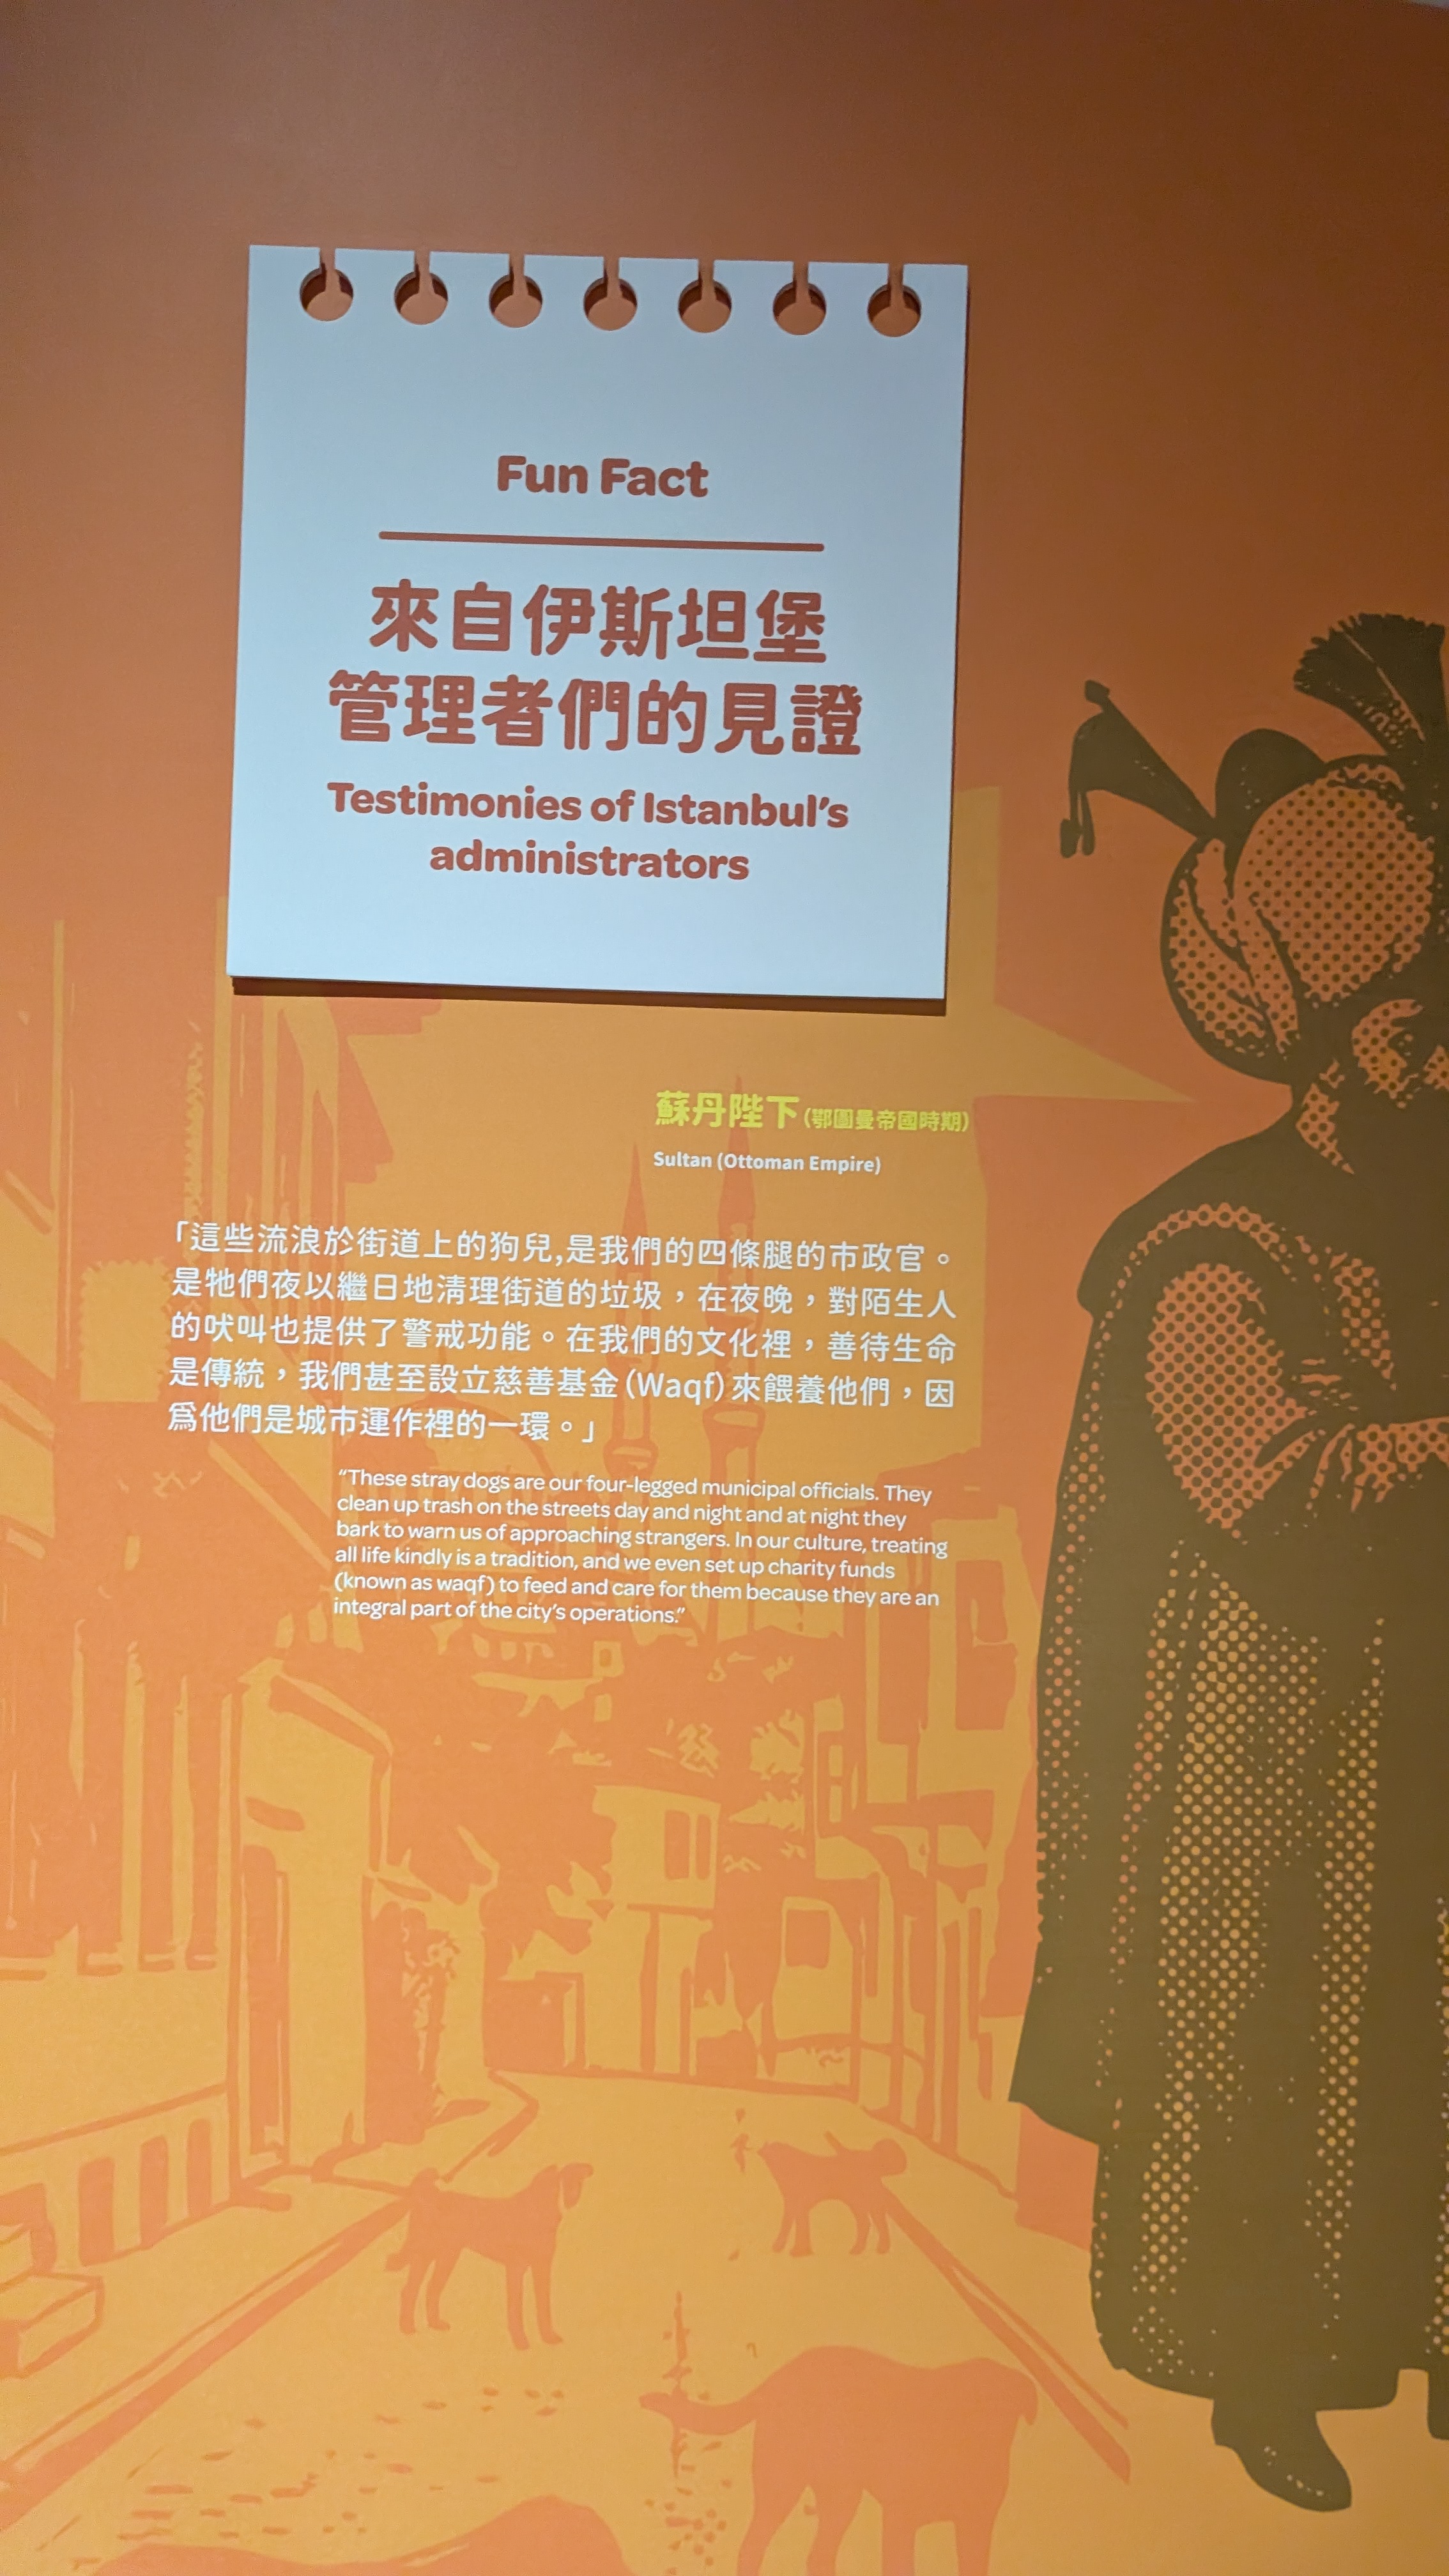 Fun Fact
來自伊斯坦堡
管理者們的見證
Testimonies of Istanbul’s
administrators
蘇丹陛下(鄂圖曼帝國時期)
Sultan (Ottoman Empire)
「這些流浪於街道上的狗兒,是我們的四條腿的市政官。
是牠們夜以繼日地清理街道的垃圾，在夜晚，對陌生人
的吠叫也提供了警戒功能。在我們的文化裡，善待生命
是傳統，我們甚至設立慈善基金(Waqf)來餵養他們，因
為他們是城市運作裡的一環。」
“These stray dogs are our four-legged municipal officials. They
clean up trash on the streets day and night and at night they
bark to warn us of approaching strangers. In our culture, treating
all life kindly is a tradition, and we even set up charity funds
(known as waqf) to feed and care for them because they are an
integral part of the city’s operations.”